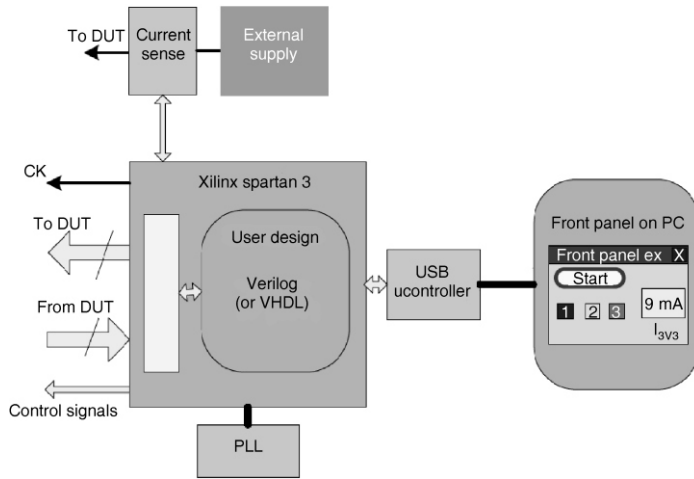 To DUT
Current
sense
External
supply
CK
Xilinx spartan 3
To DUT
User design
Verilog
(or VHDL)
From DUT
Control signals
PLL
USB
ucontroller
Front panel on PC
Front panel ex X
Start
1 2 3
9 mA
I3V3